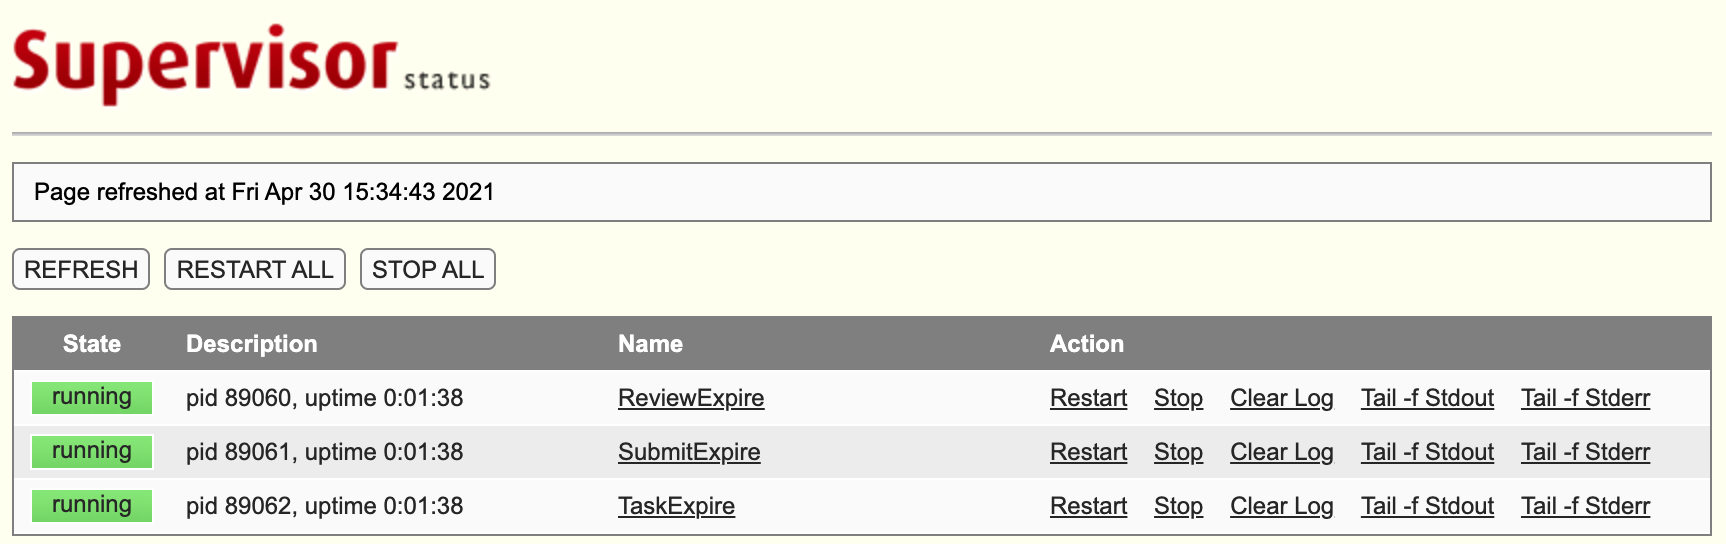 Supervisor status
Page refreshed at Fri Apr 30 15:34:43 2021
REFRESH RESTART ALL STOP ALL
State Description Name Action
running pid 89060, uptime 0:01:38 ReviewExpire Restart Stop Clear Log Tail -f Stdout Tail -f Stderr
running pid 89061, uptime 0:01:38 SubmitExpire Restart Stop Clear Log Tail -f Stdout Tail -f Stderr
running pid 89062, uptime 0:01:38 TaskExpire Restart Stop Clear Log Tail -f Stdout Tail -f Stderr